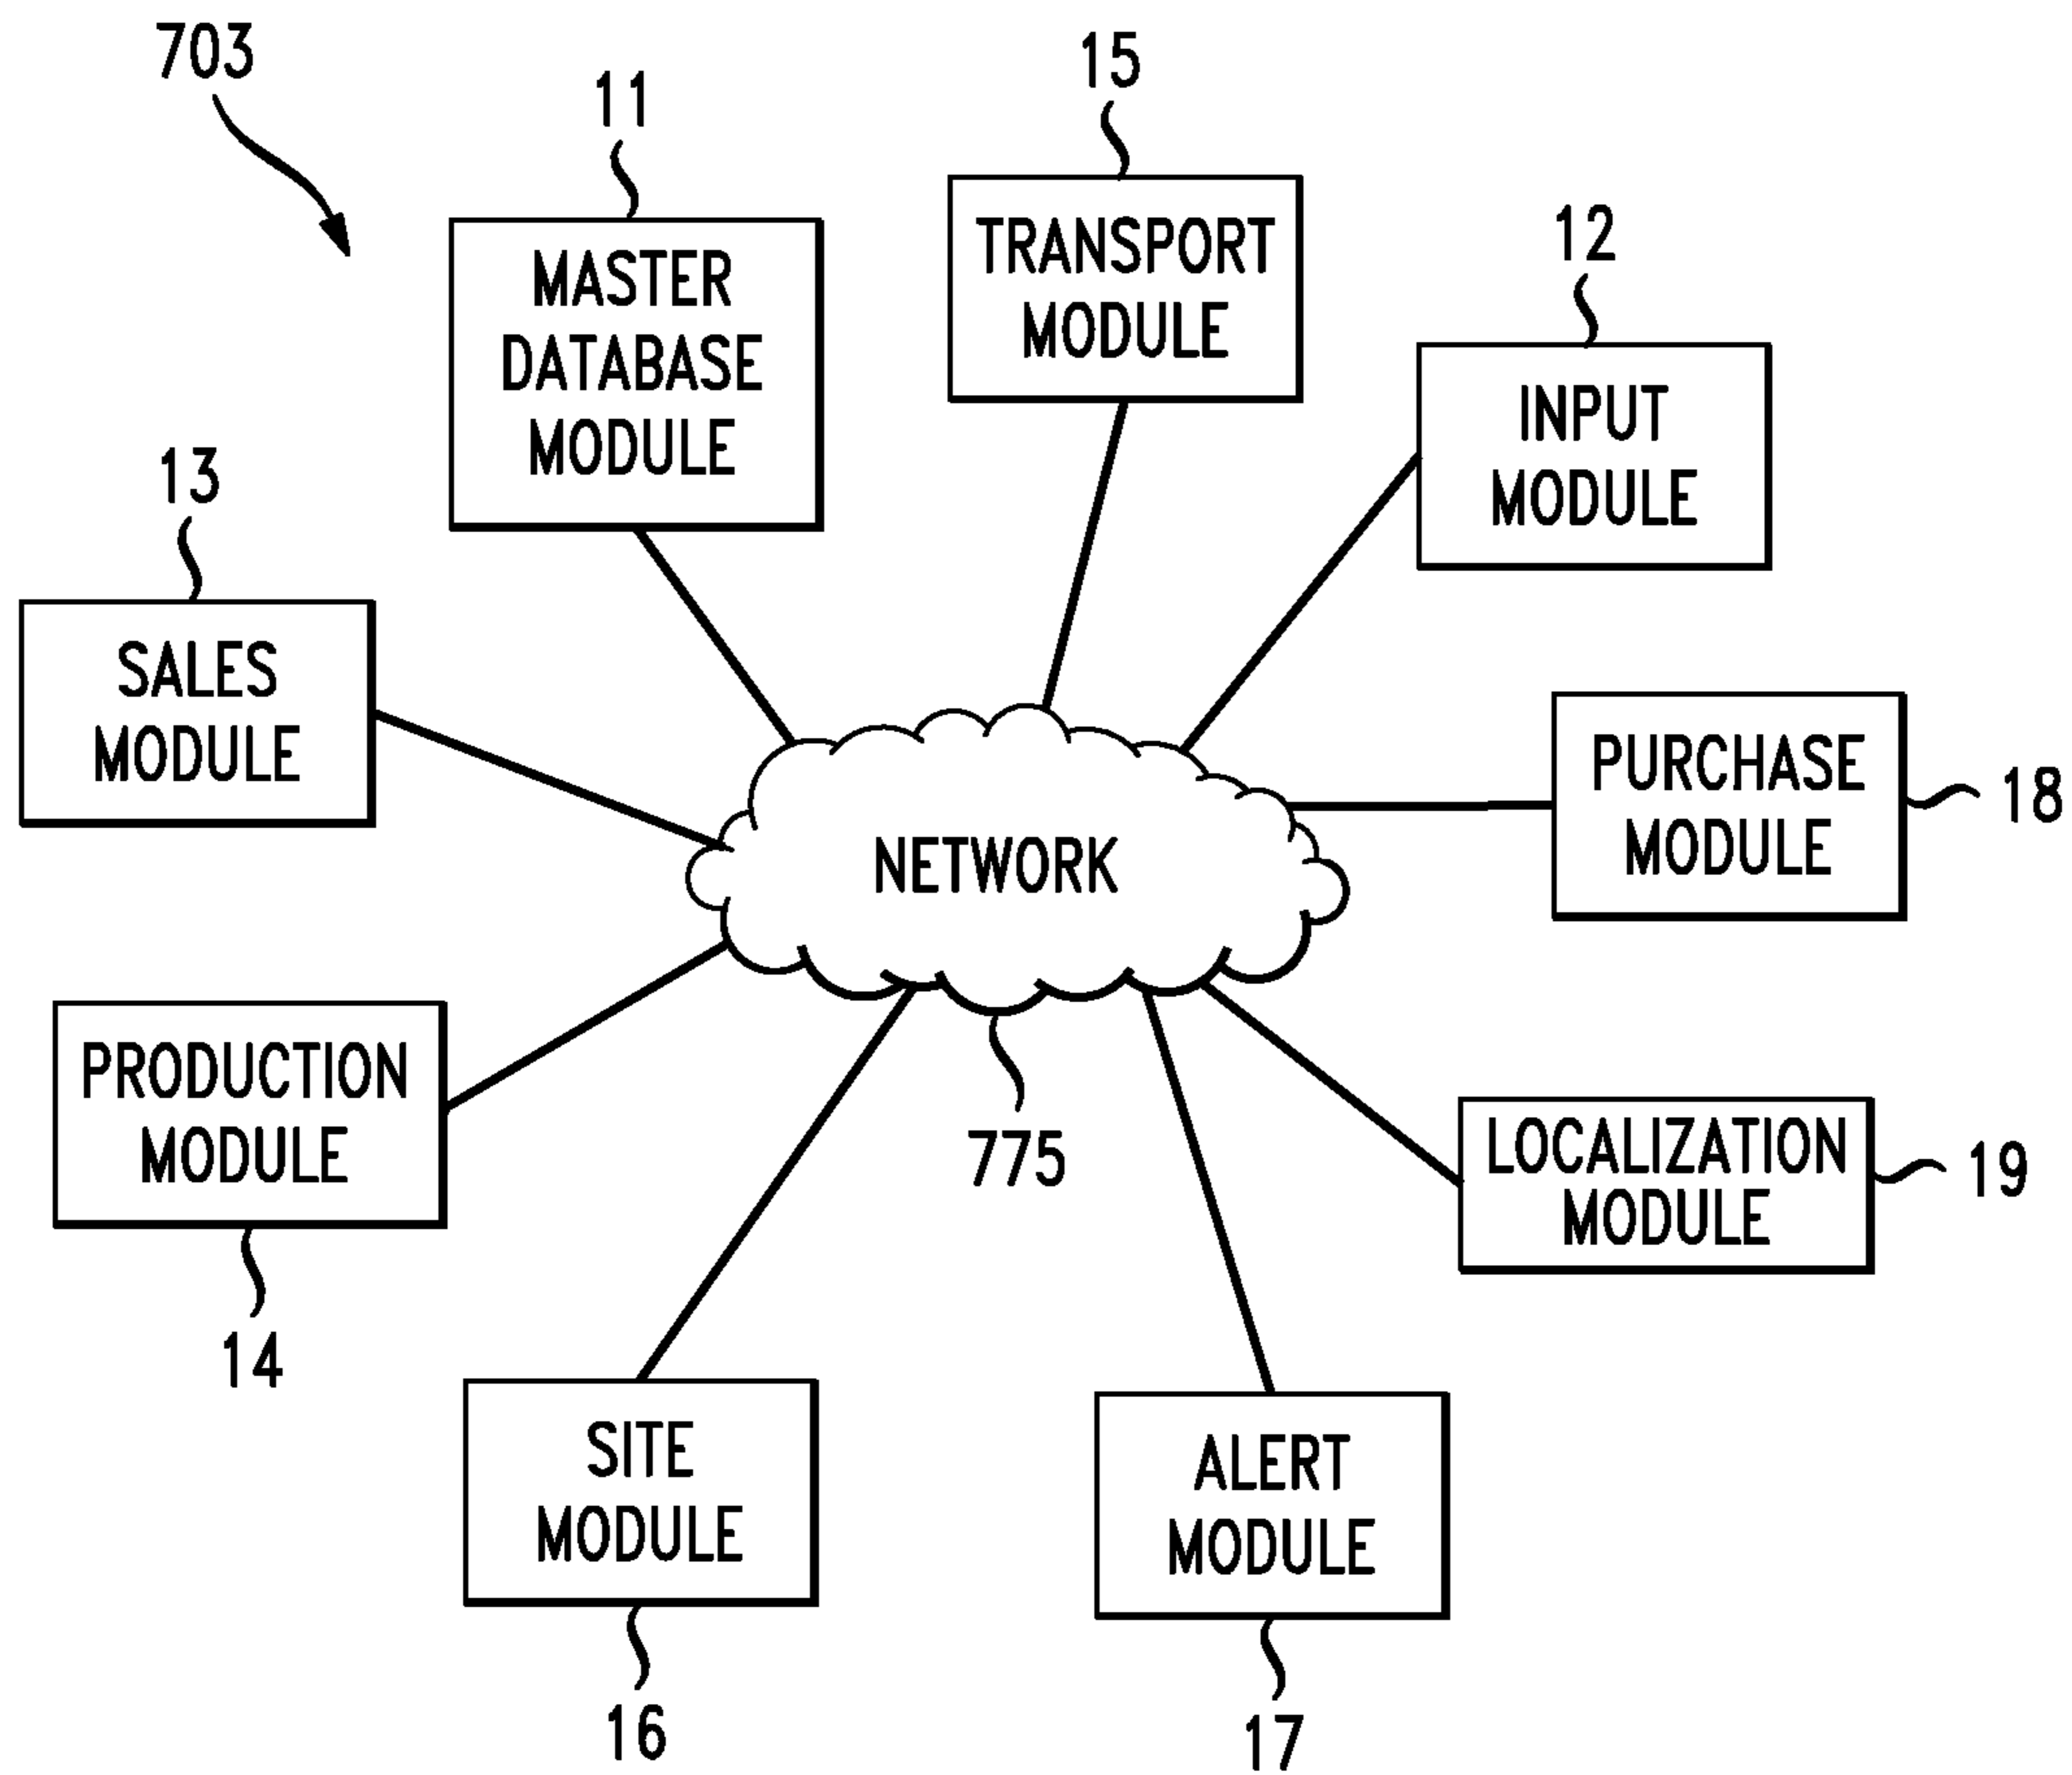 703
11
15
12
MASTER
DATABASE
MODULE
TRANSPORT
MODULE
INPUT
MODULE
13
SALES
MODULE
PURCHASE
MODULE
18
NETWORK
775
PRODUCTION
MODULE
14
LOCALIZATION
MODULE
19
SITE
MODULE
16
ALERT
MODULE
17